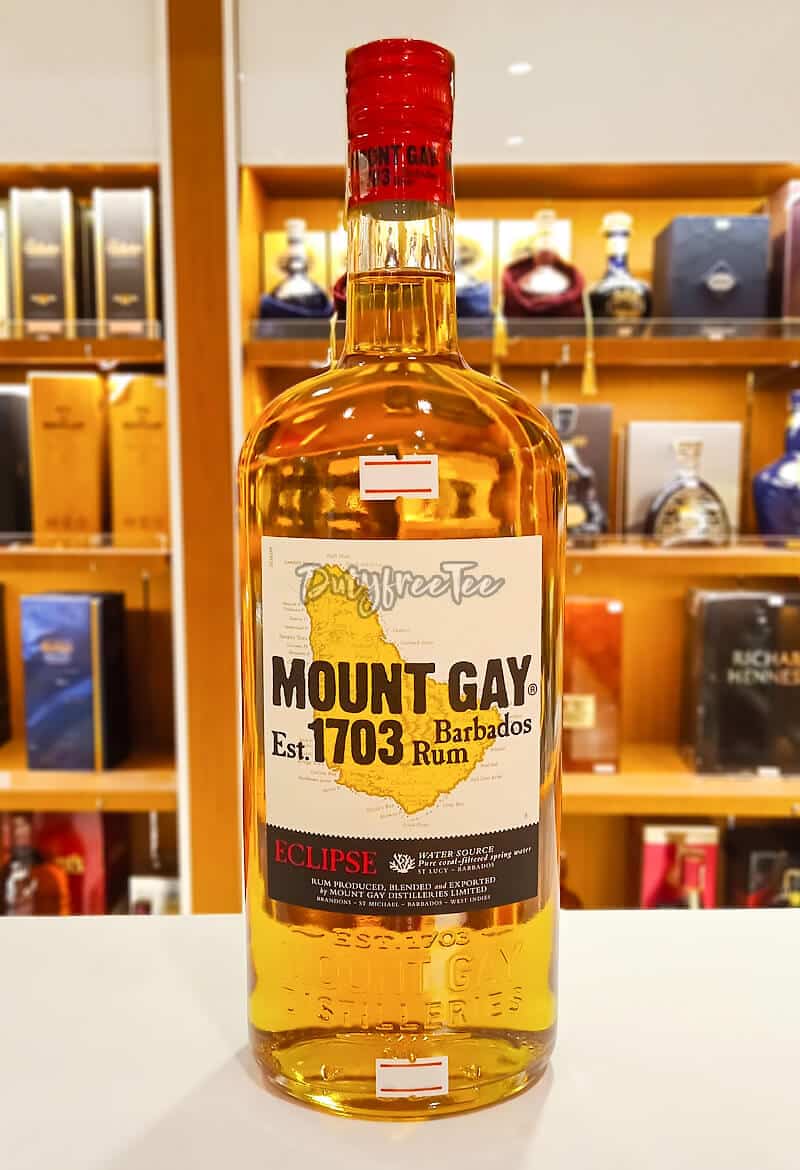 MOUNT GAY
1703
DutyfreeTee
MOUNT GAY®
Est. 1703 Barbados
Rum
ECLIPSE
WATER SOURCE
Pure coral-filtered spring water
ST LUCY – BARBADOS
RUM PRODUCED, BLENDED and EXPORTED
by MOUNT GAY DISTILLERIES LIMITED
BRANDONS – ST MICHAEL – BARBADOS – WEST INDIES
EST. 1703
MOUNT GAY
DISTILLERIES
RICHAR
HENNESS